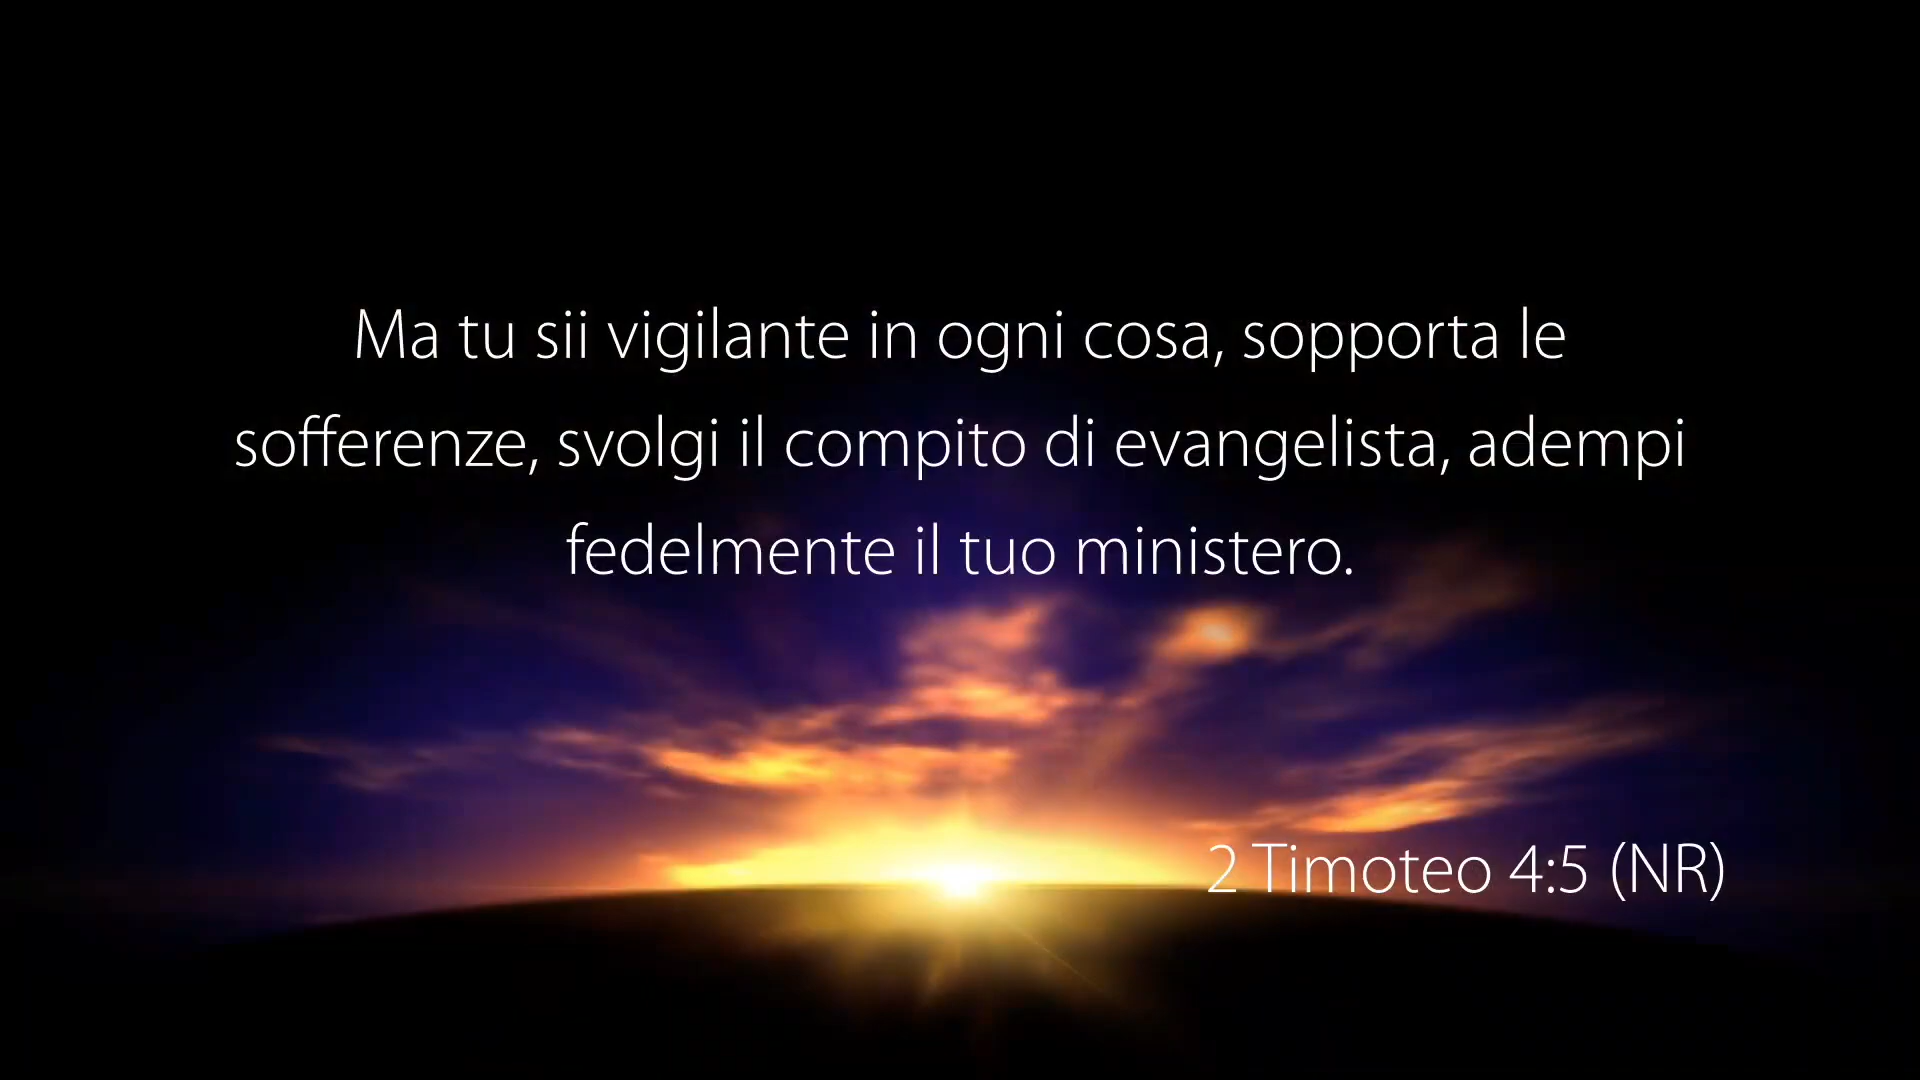 Ma tu sii vigilante in ogni cosa, sopporta le
sofferenze, svolgi il compito di evangelista, adempi
fedelmente il tuo ministero.
2 Timoteo 4:5 (NR)